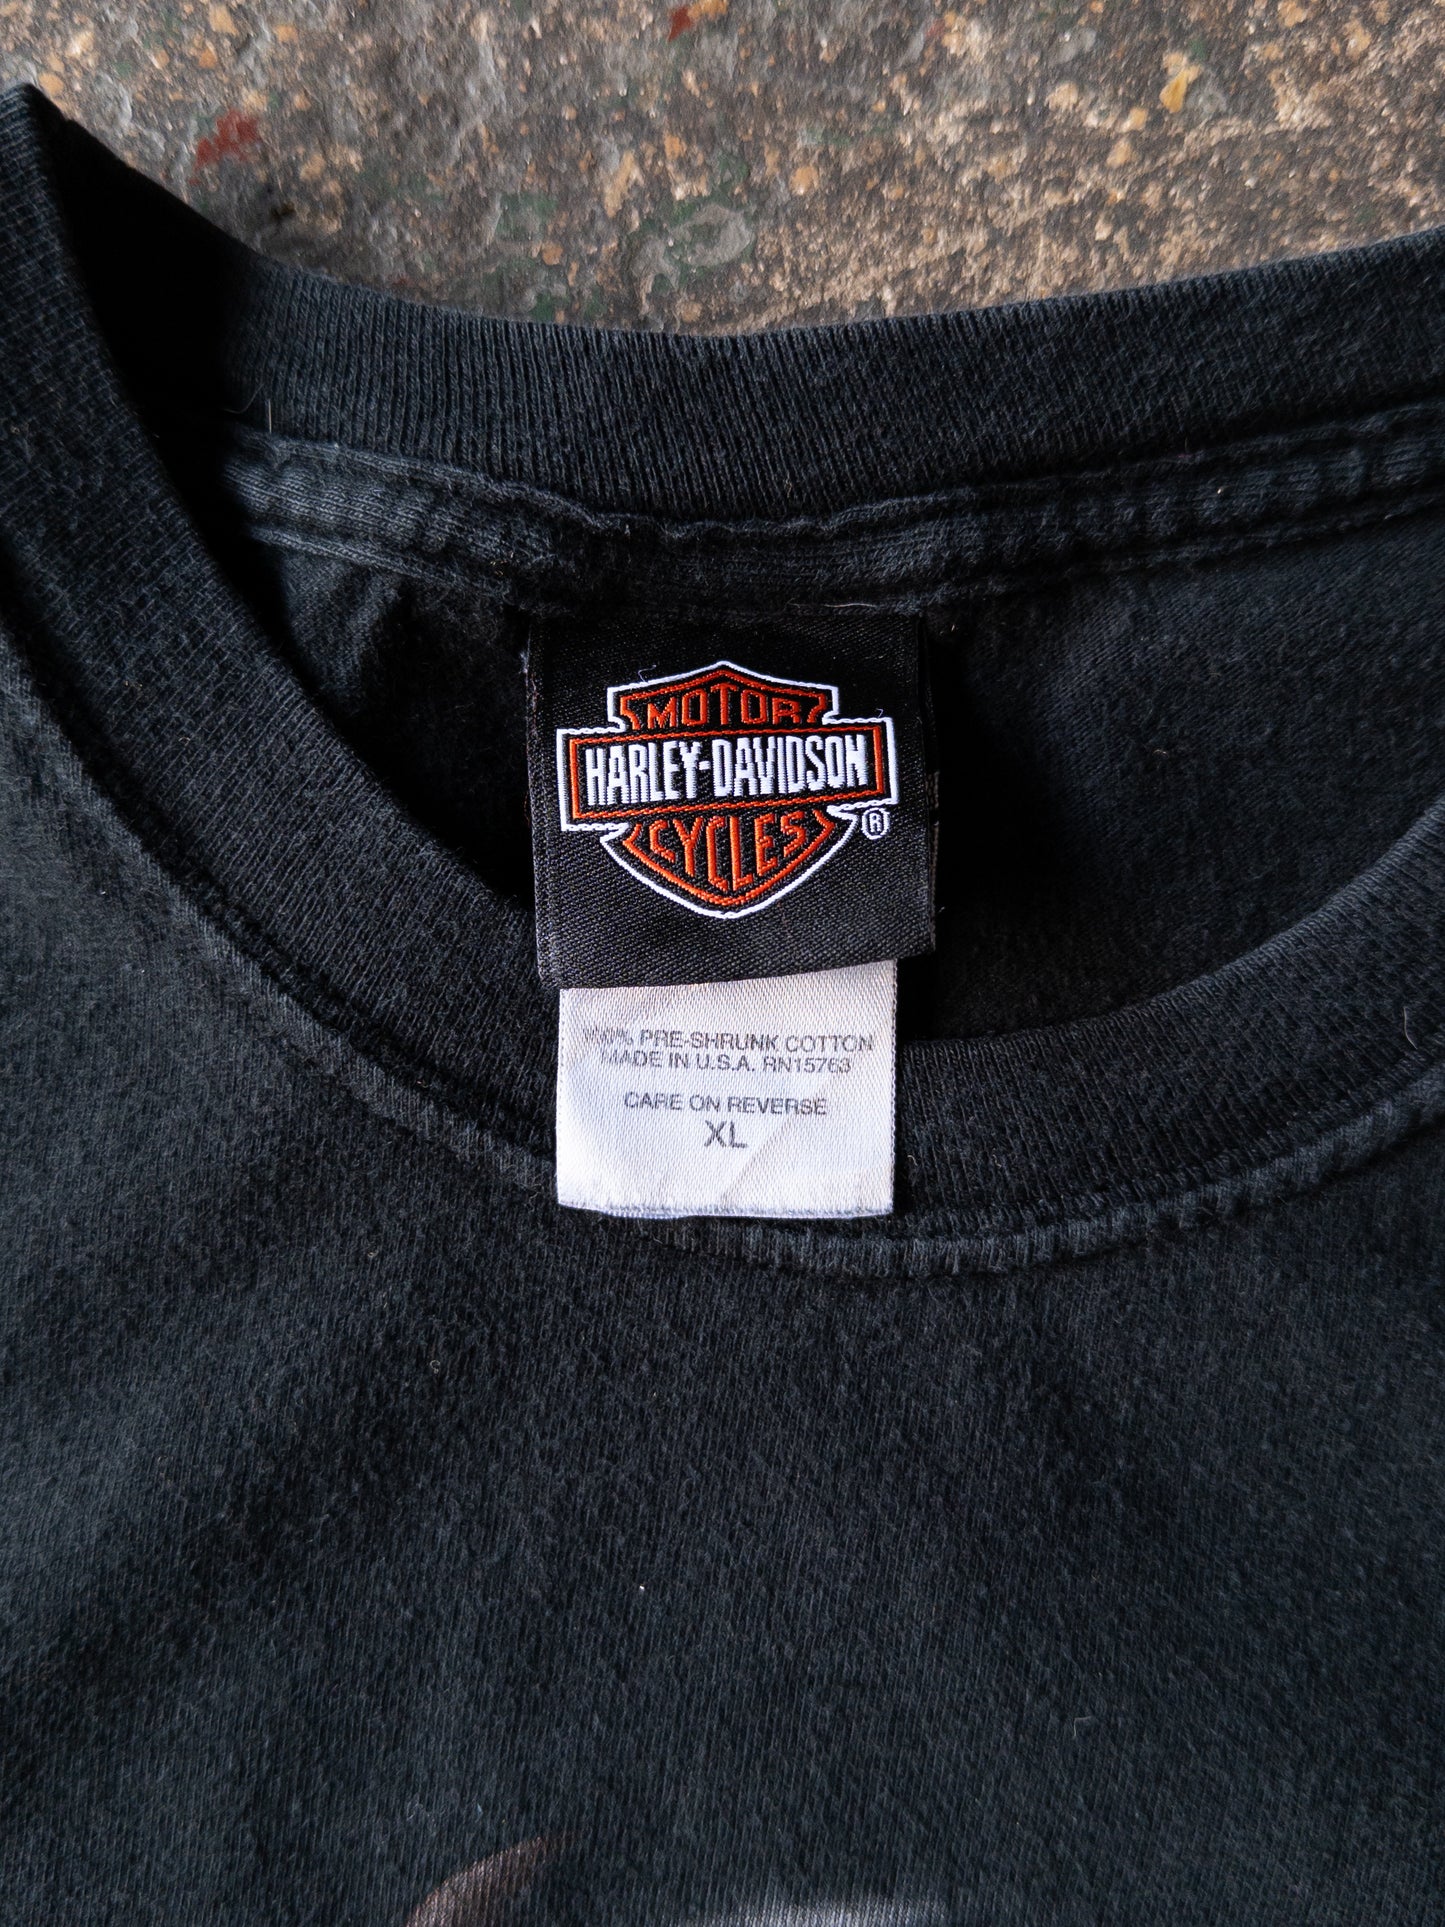 MOTOR
HARLEY-DAVIDSON
CYCLES
®
100% PRE-SHRUNK COTTON
MADE IN U.S.A. RN15763
CARE ON REVERSE
XL